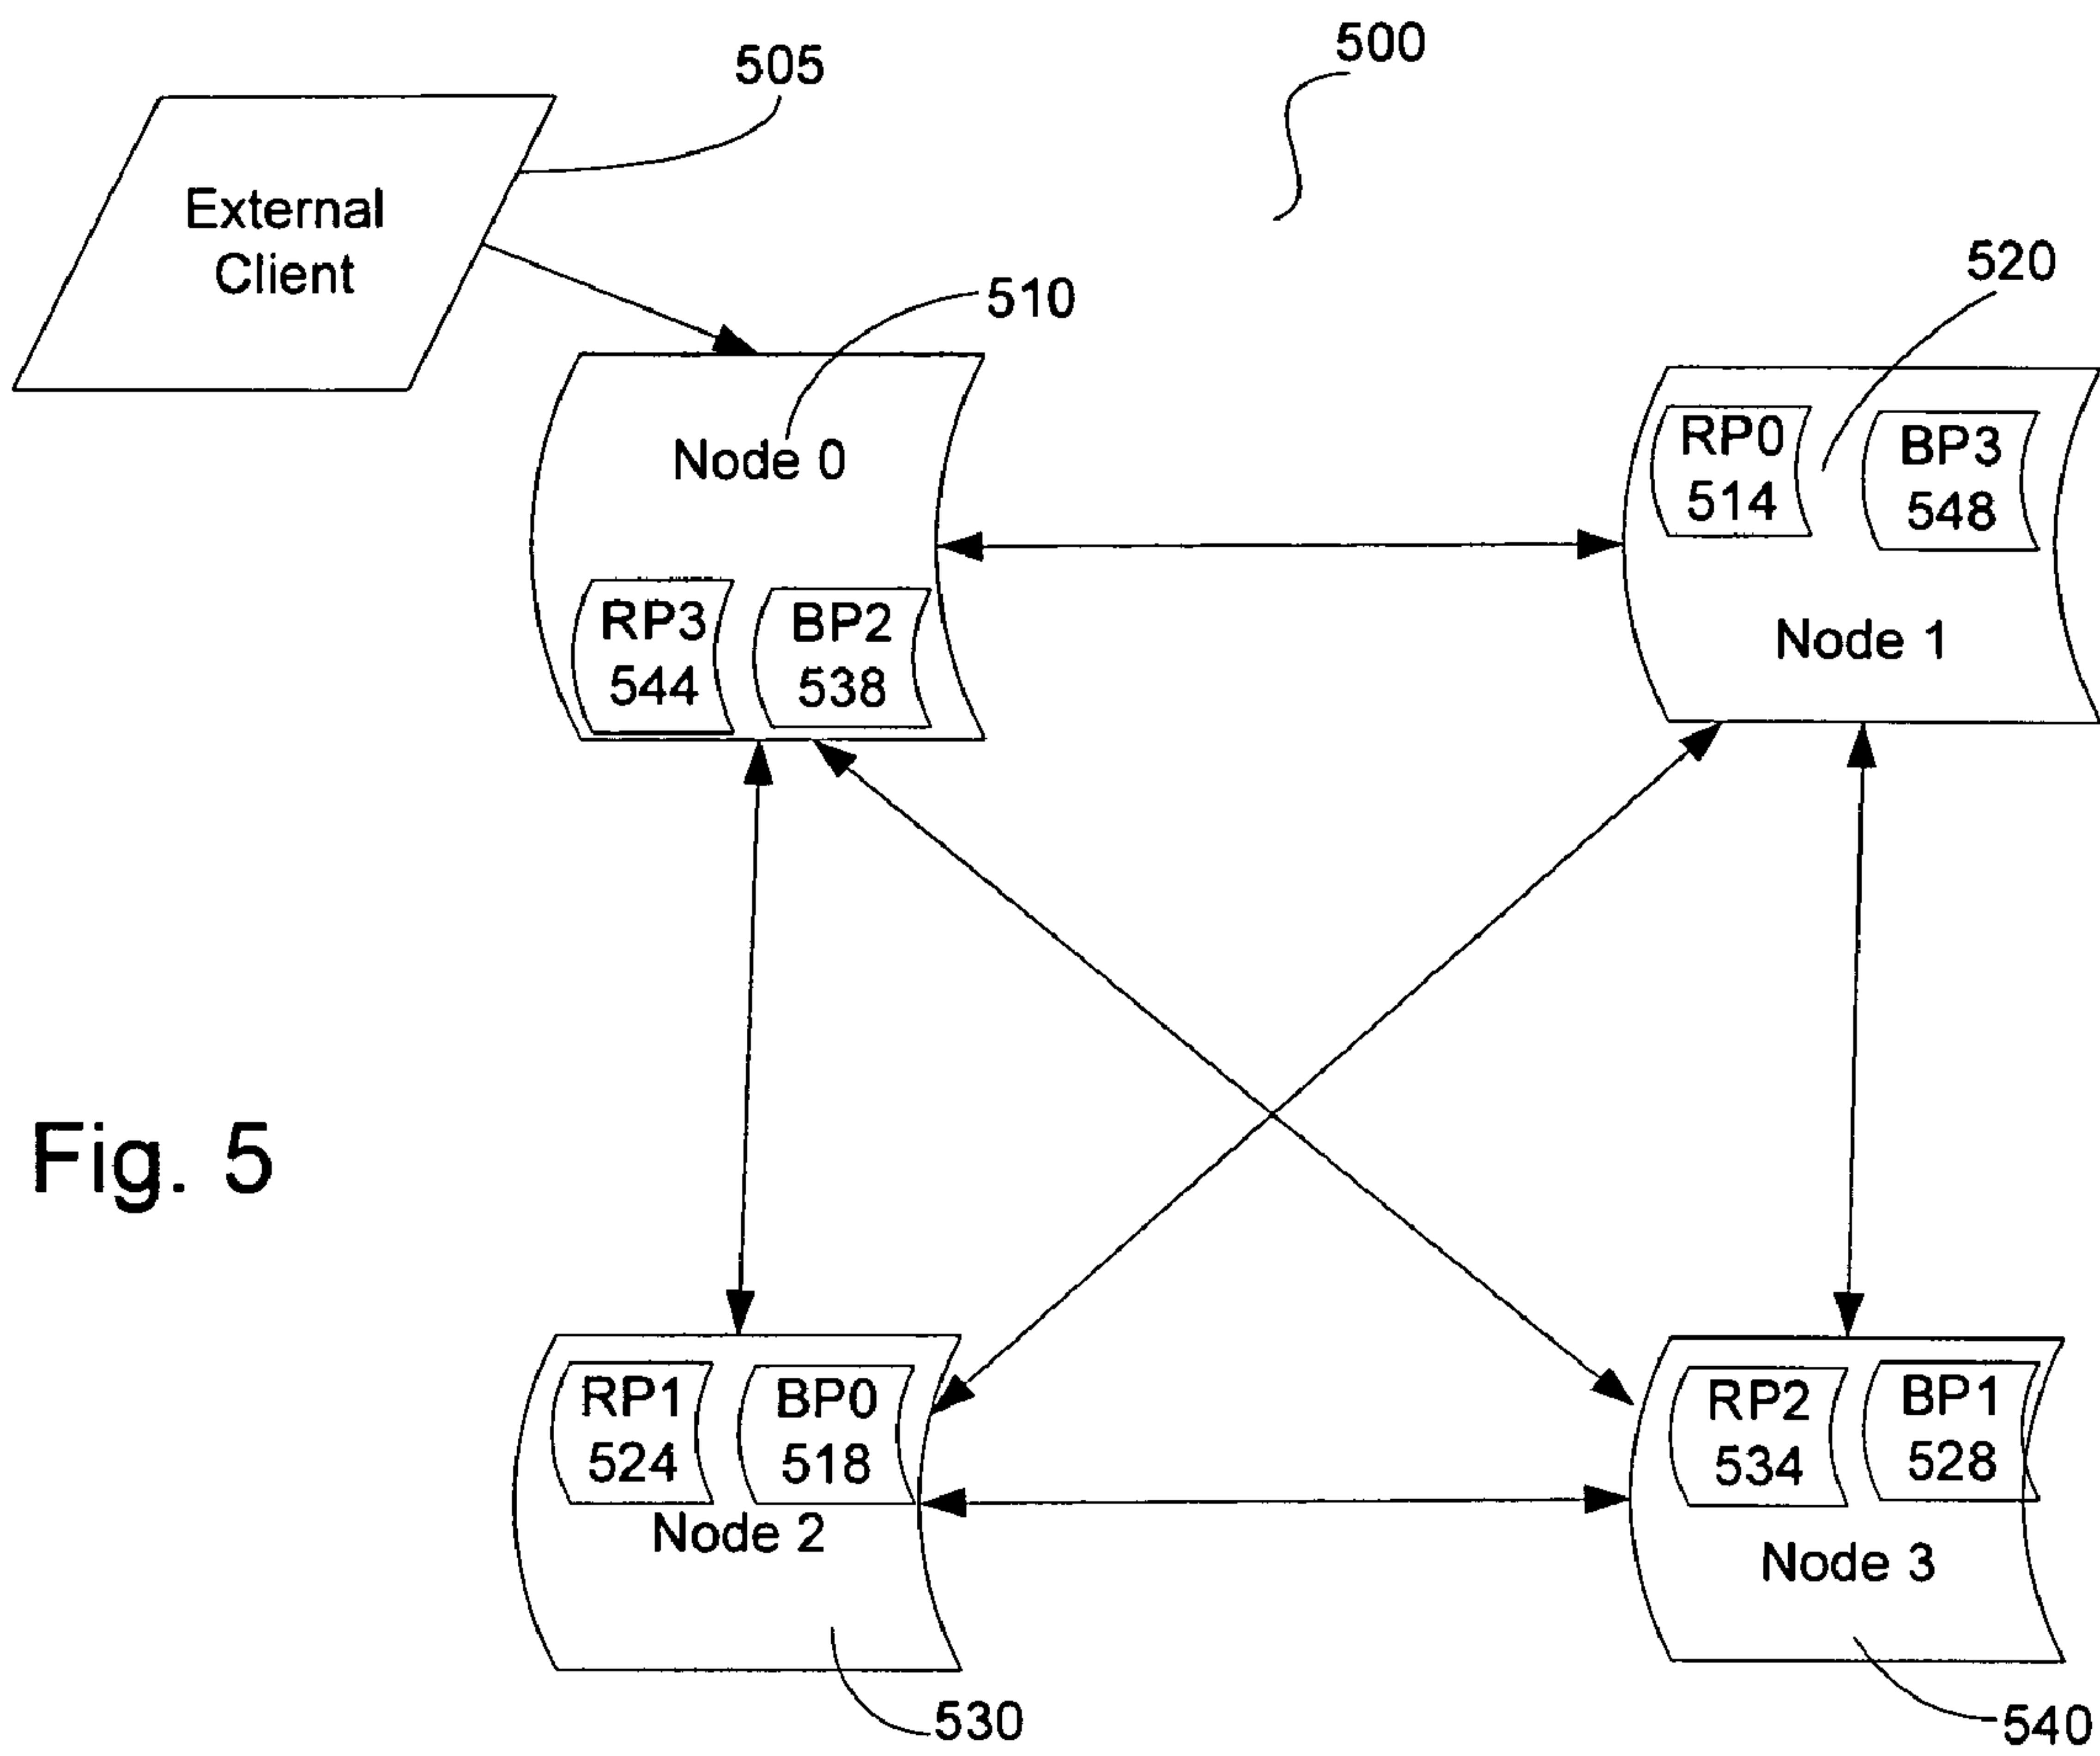 500
505
External
Client
510
520
Node 0
RP0
514
BP3
548
RP3
544
BP2
538
Node 1
Fig. 5
RP1
524
BP0
518
Node 2
RP2
534
BP1
528
Node 3
530
540